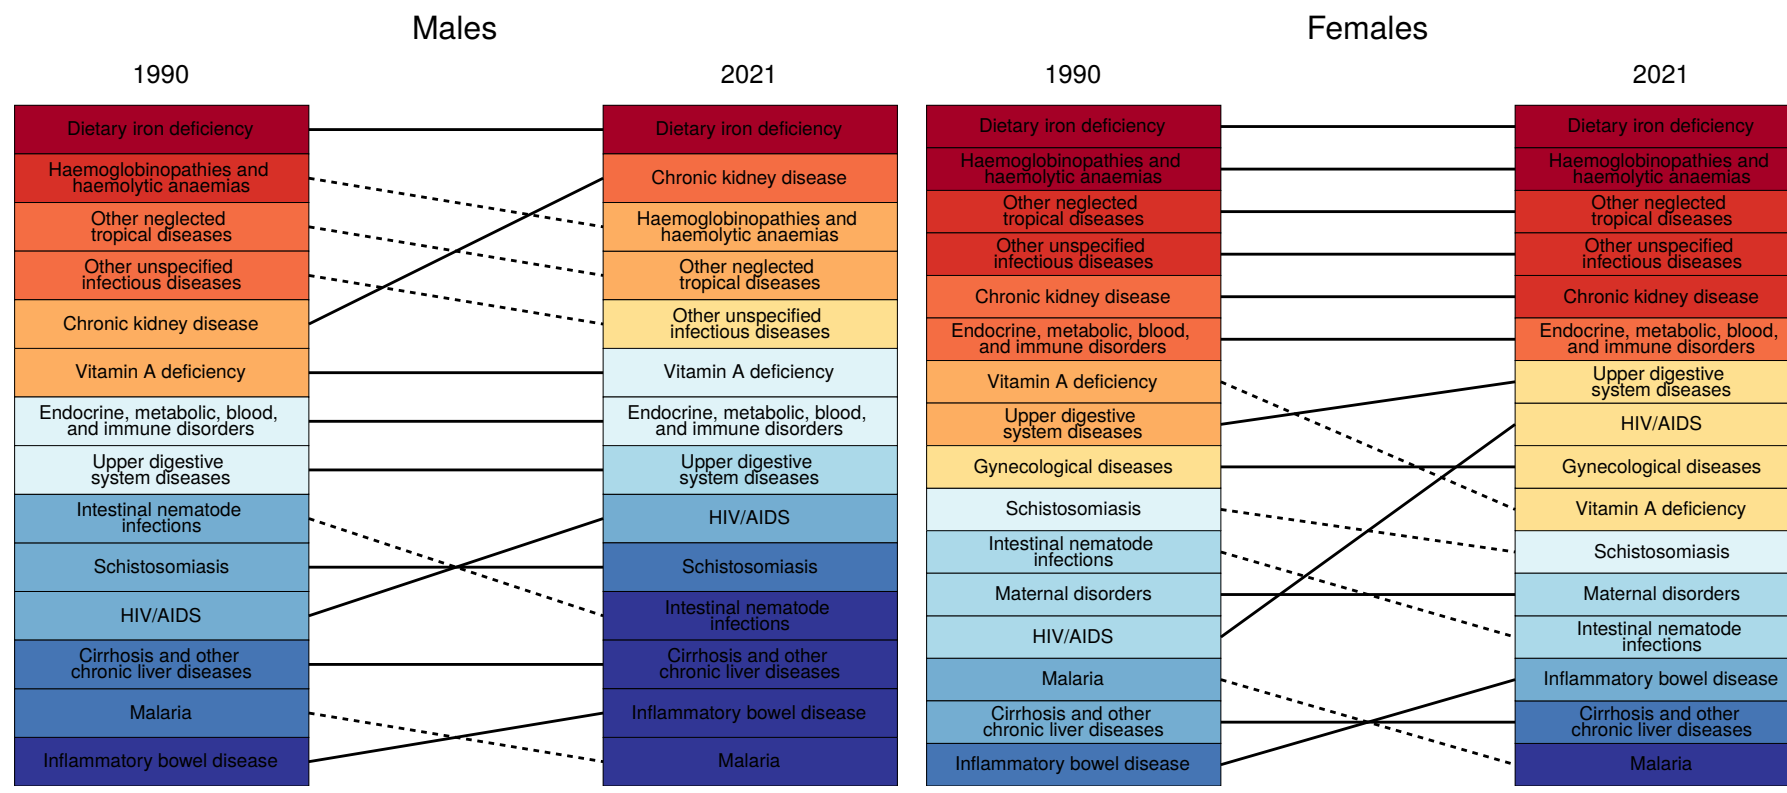 Males
1990
2021
Dietary iron deficiency
Haemoglobinopathies and
haemolytic anaemias
Other neglected
tropical diseases
Other unspecified
infectious diseases
Chronic kidney disease
Vitamin A deficiency
Endocrine, metabolic, blood,
and immune disorders
Upper digestive
system diseases
Intestinal nematode
infections
Schistosomiasis
HIV/AIDS
Cirrhosis and other
chronic liver diseases
Malaria
Inflammatory bowel disease
Dietary iron deficiency
Chronic kidney disease
Haemoglobinopathies and
haemolytic anaemias
Other neglected
tropical diseases
Other unspecified
infectious diseases
Vitamin A deficiency
Endocrine, metabolic, blood,
and immune disorders
Upper digestive
system diseases
HIV/AIDS
Schistosomiasis
Intestinal nematode
infections
Cirrhosis and other
chronic liver diseases
Inflammatory bowel disease
Malaria
Females
1990
2021
Dietary iron deficiency
Haemoglobinopathies and
haemolytic anaemias
Other neglected
tropical diseases
Other unspecified
infectious diseases
Chronic kidney disease
Endocrine, metabolic, blood,
and immune disorders
Vitamin A deficiency
Upper digestive
system diseases
Gynecological diseases
Schistosomiasis
Intestinal nematode
infections
Maternal disorders
HIV/AIDS
Malaria
Cirrhosis and other
chronic liver diseases
Inflammatory bowel disease
Dietary iron deficiency
Haemoglobinopathies and
haemolytic anaemias
Other neglected
tropical diseases
Other unspecified
infectious diseases
Chronic kidney disease
Endocrine, metabolic, blood,
and immune disorders
Upper digestive
system diseases
HIV/AIDS
Gynecological diseases
Vitamin A deficiency
Schistosomiasis
Maternal disorders
Intestinal nematode
infections
Inflammatory bowel disease
Cirrhosis and other
chronic liver diseases
Malaria